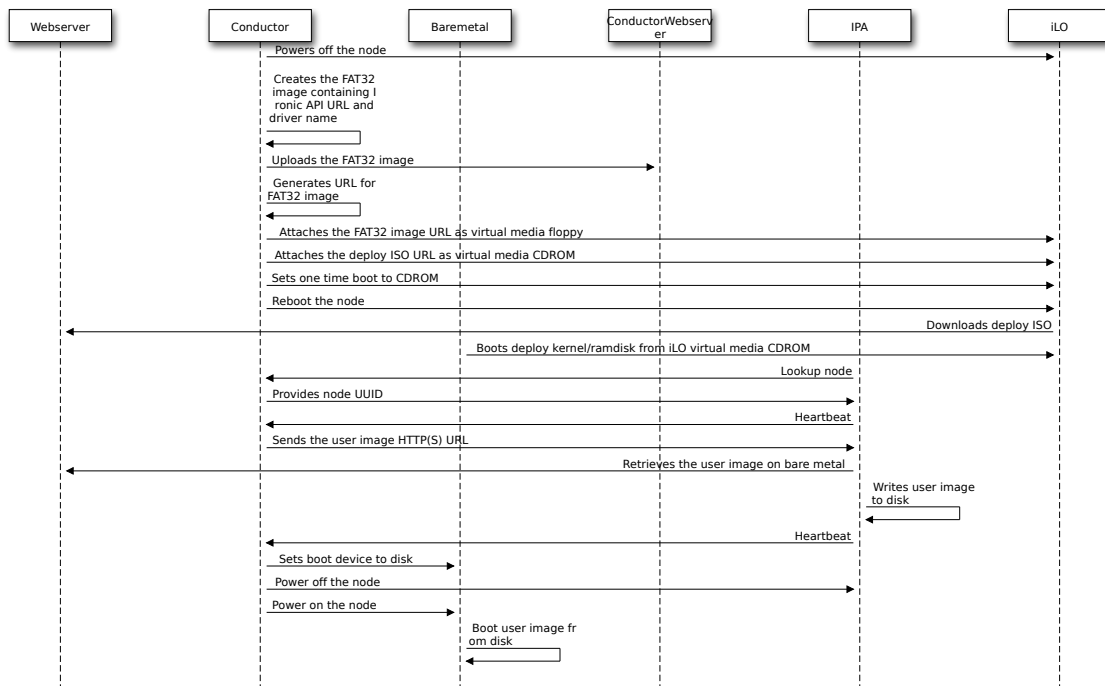 Webserver
Conductor
Baremetal
ConductorWebserv
er
IPA
iLO
Powers off the node
Creates the FAT32
image containing I
ronic API URL and
driver name
Uploads the FAT32 image
Generates URL for
FAT32 image
Attaches the FAT32 image URL as virtual media floppy
Attaches the deploy ISO URL as virtual media CDROM
Sets one time boot to CDROM
Reboot the node
Downloads deploy ISO
Boots deploy kernel/ramdisk from iLO virtual media CDROM
Lookup node
Provides node UUID
Heartbeat
Sends the user image HTTP(S) URL
Retrieves the user image on bare metal
Writes user image
to disk
Heartbeat
Sets boot device to disk
Power off the node
Power on the node
Boot user image fr
om disk